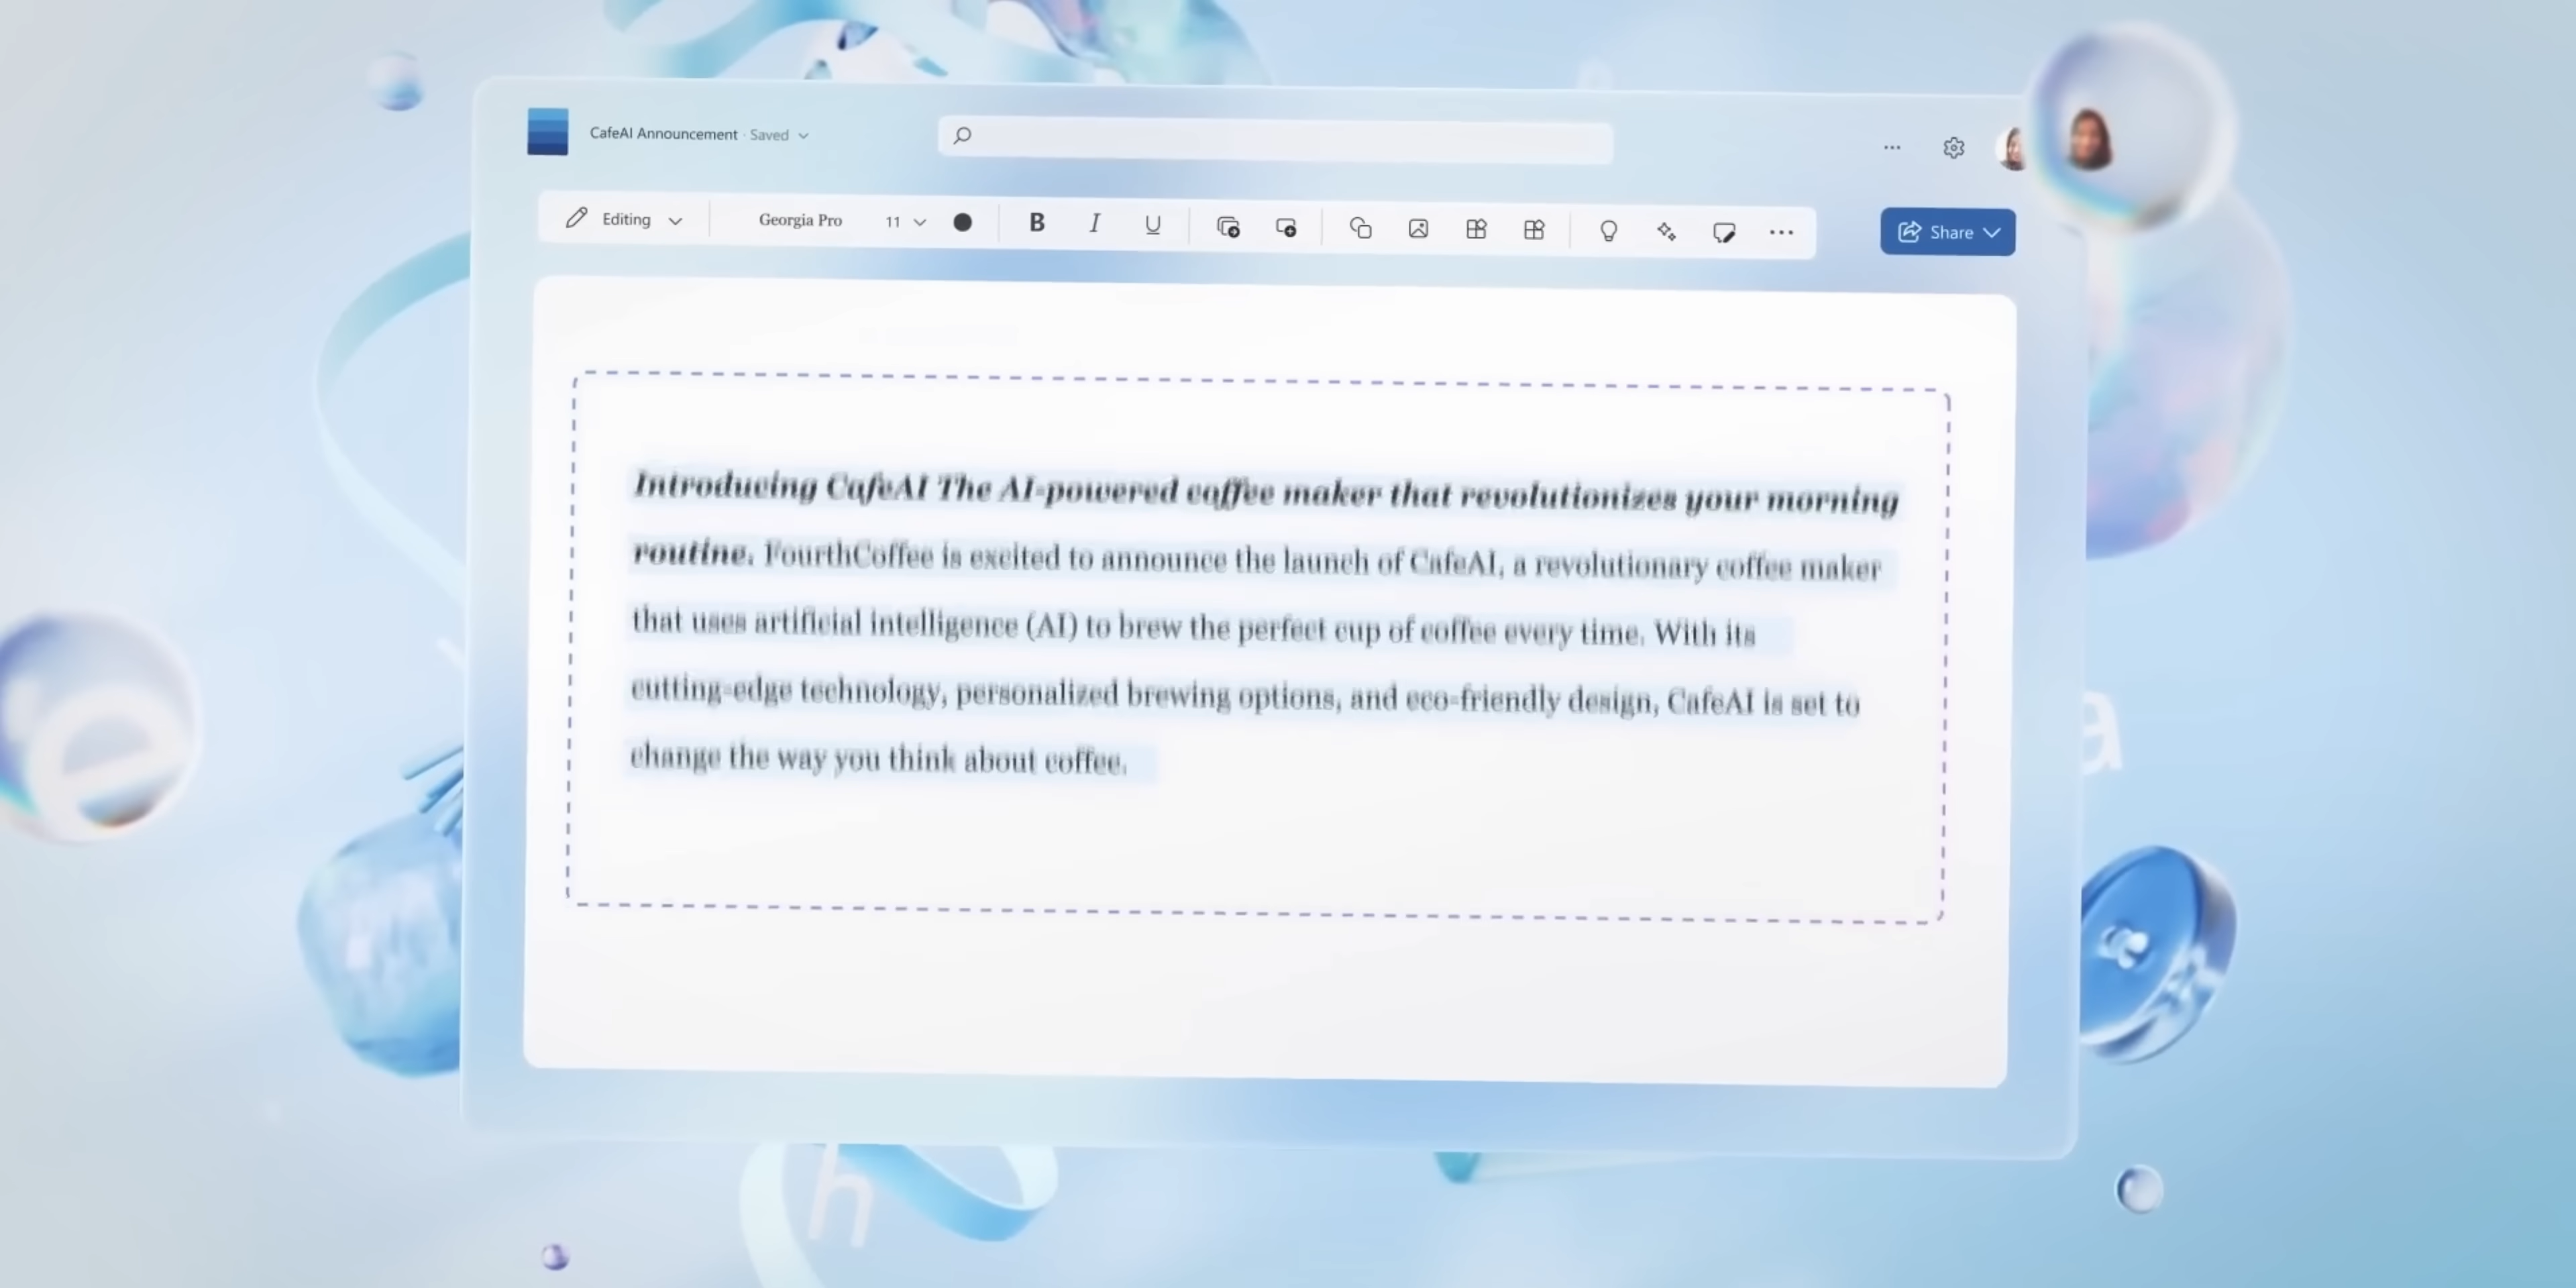 CafeAI Announcement · Saved
Editing
Georgia Pro
11
B
I
U
Share
Introducing CafeAI The AI-powered coffee maker that revolutionizes your morning
routine. FourthCoffee is excited to announce the launch of CafeAI, a revolutionary coffee maker
that uses artificial intelligence (AI) to brew the perfect cup of coffee every time. With its
cutting-edge technology, personalized brewing options, and eco-friendly design, CafeAI is set to
change the way you think about coffee.
e
a
h